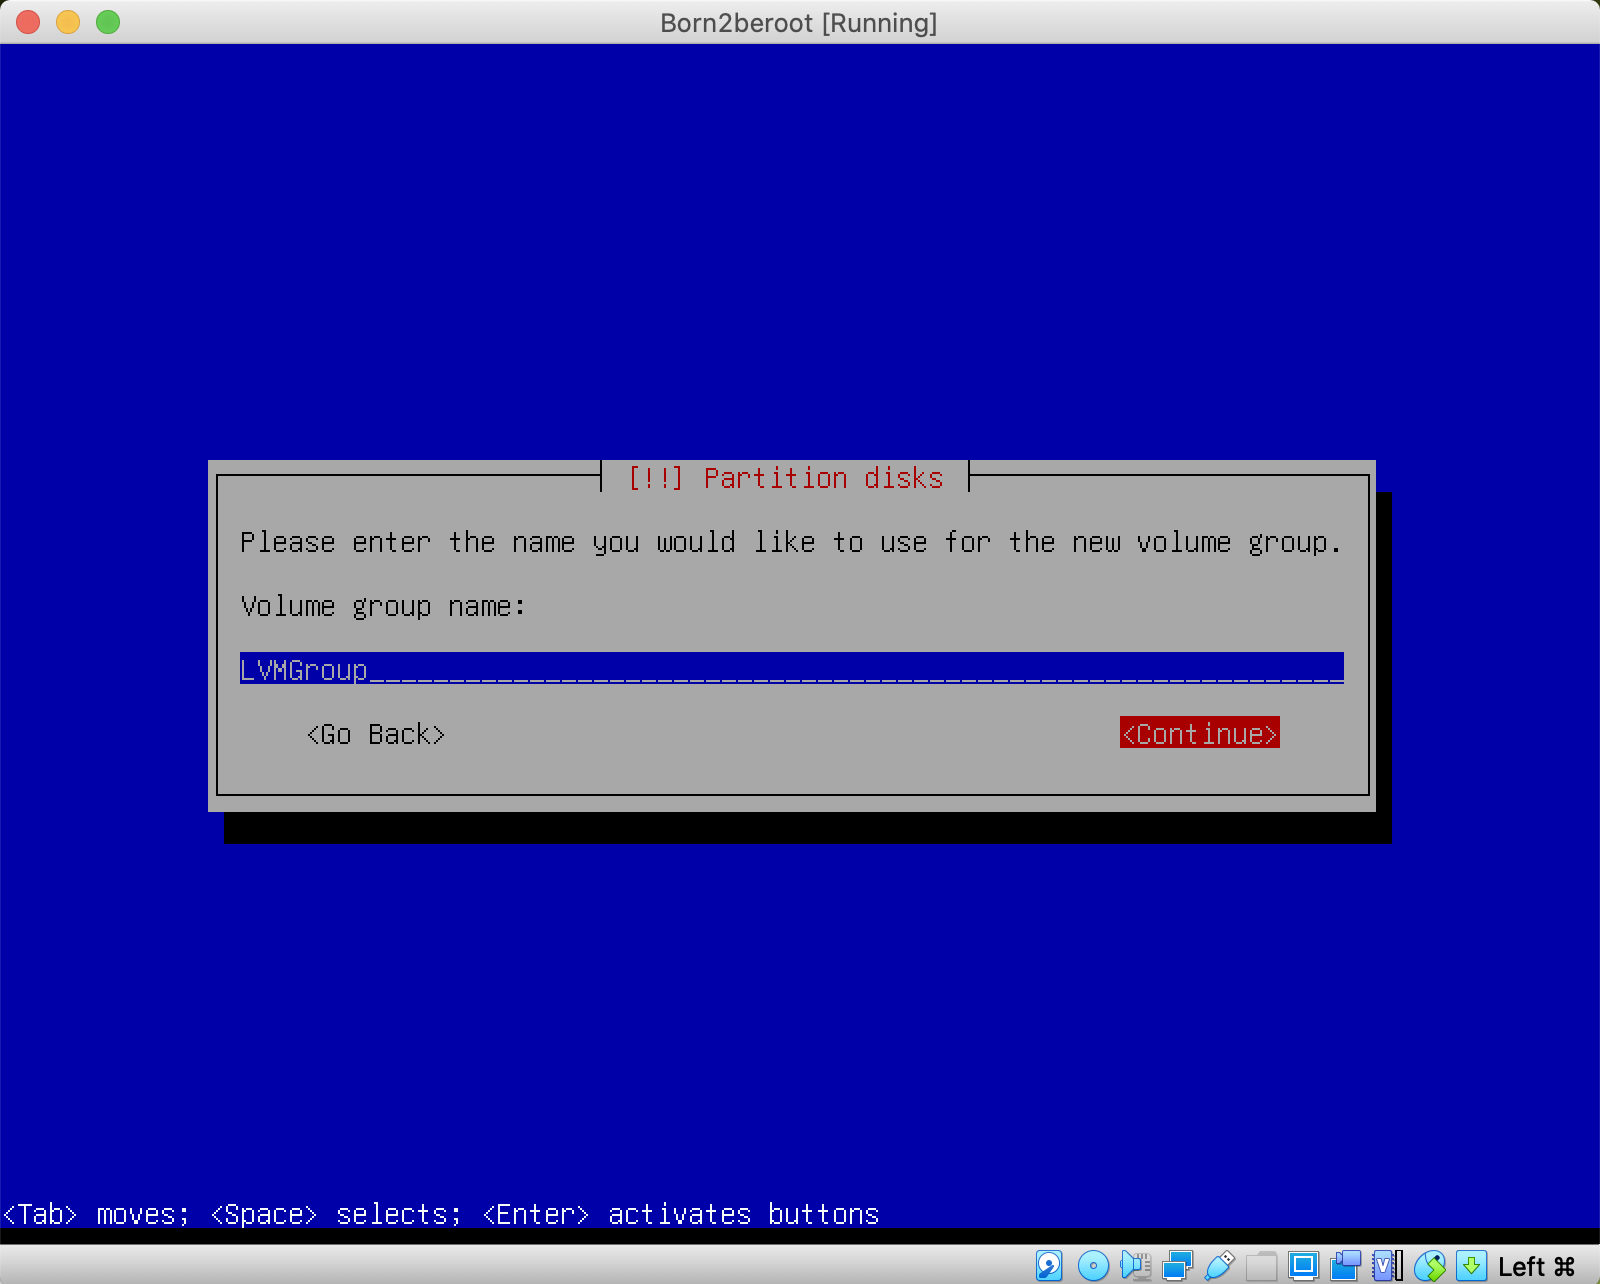 Born2beroot [Running]
[!!] Partition disks
Please enter the name you would like to use for the new volume group.
Volume group name:
LVMGroup_____________________________________________________________
<Go Back>
<Continue>
<Tab> moves; <Space> selects; <Enter> activates buttons
V
Left ⌘